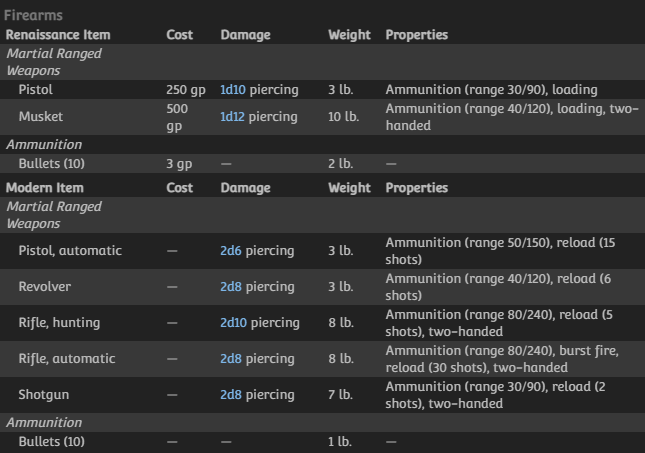 Firearms
Renaissance Item Cost Damage Weight Properties
Martial Ranged
Weapons
Pistol 250 gp 1d10 piercing 3 lb. Ammunition (range 30/90), loading
Musket 500 gp 1d12 piercing 10 lb. Ammunition (range 40/120), loading, two-
handed
Ammunition
Bullets (10) 3 gp — 2 lb. —
Modern Item Cost Damage Weight Properties
Martial Ranged
Weapons
Pistol, automatic — 2d6 piercing 3 lb. Ammunition (range 50/150), reload (15
shots)
Revolver — 2d8 piercing 3 lb. Ammunition (range 40/120), reload (6
shots)
Rifle, hunting — 2d10 piercing 8 lb. Ammunition (range 80/240), reload (5
shots), two-handed
Rifle, automatic — 2d8 piercing 8 lb. Ammunition (range 80/240), burst fire,
reload (30 shots), two-handed
Shotgun — 2d8 piercing 7 lb. Ammunition (range 30/90), reload (2
shots), two-handed
Ammunition
Bullets (10) — — 1 lb. —